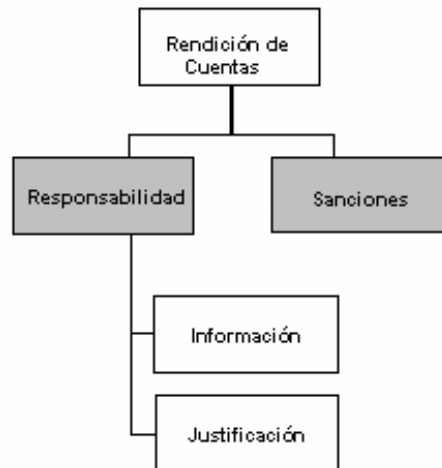 Rendición de
Cuentas
Responsabilidad
Sanciones
Información
Justificación